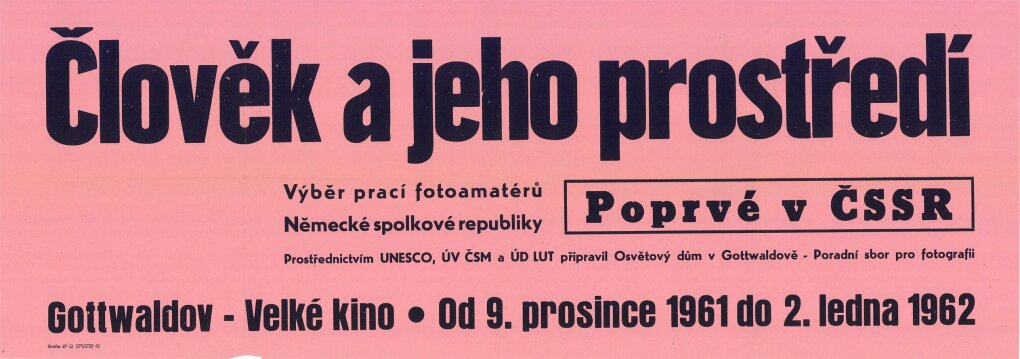 Člověk a jeho prostředí
Výběr prací fotoamatérů
Německé spolkové republiky
Poprvé v ČSSR
Prostřednictvím UNESCO, ÚV ČSM a ÚD LUT připravil Osvětový dům v Gottwaldově - Poradní sbor pro fotografii
Gottwaldov - Velké kino • Od 9. prosince 1961 do 2. ledna 1962